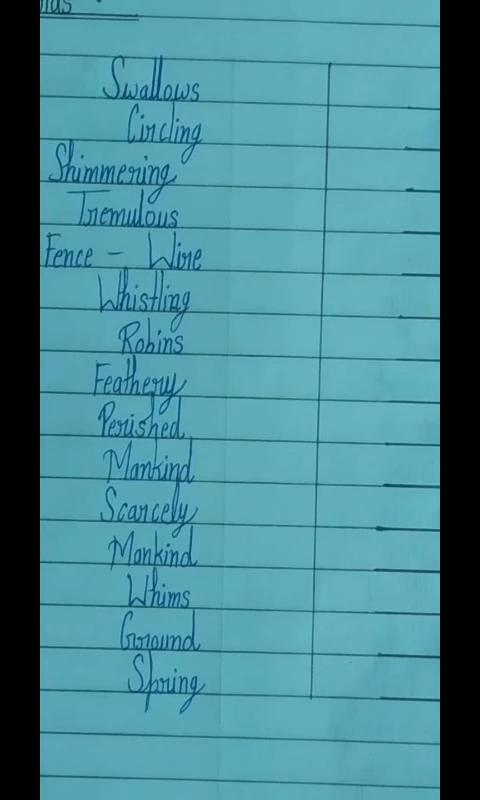 Swallows
Circling
Shimmering
Tremulous
Fence - Wire
Whistling
Robins
Feathery
Perished
Mankind
Scarcely
Mankind
Whims
Ground
Spring